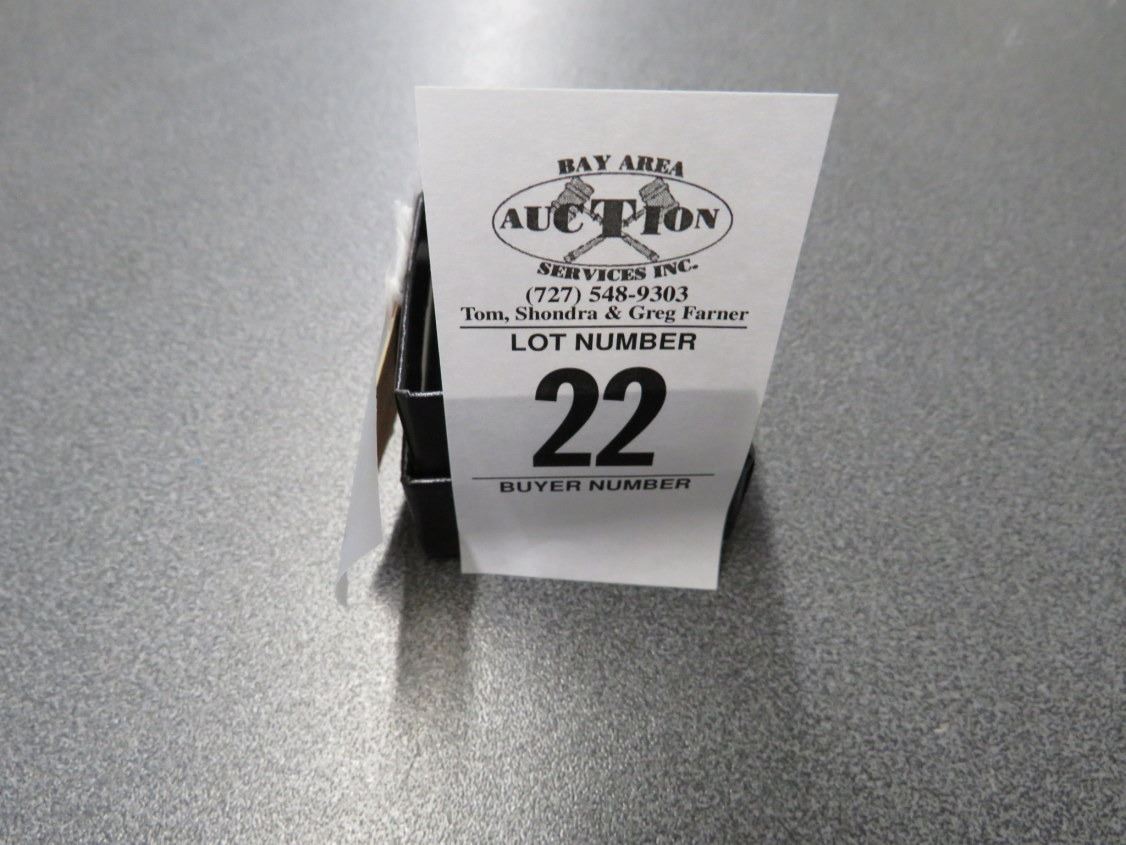 BAY AREA
AUCTION
SERVICES INC.
(727) 548-9303
Tom, Shondra & Greg Farner
LOT NUMBER
22
BUYER NUMBER